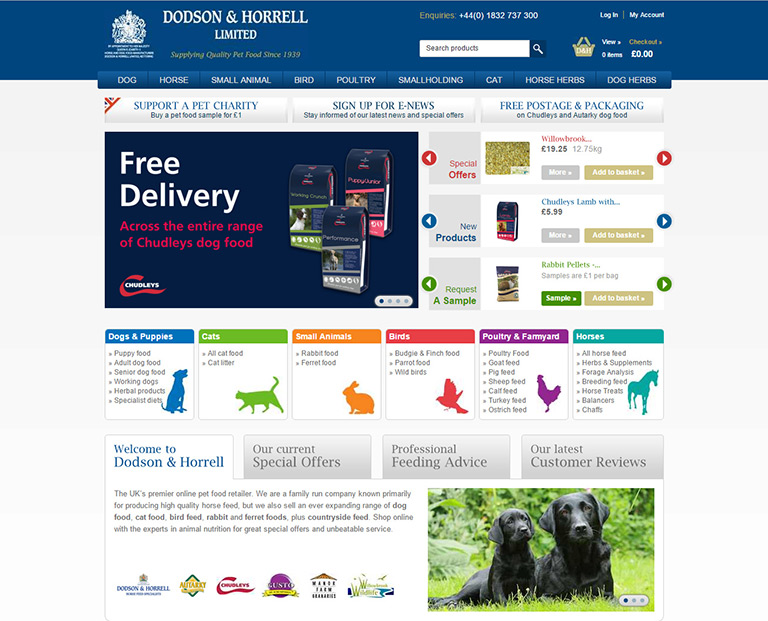 DODSON & HORRELL
LIMITED
Supplying Quality Pet Food Since 1939
Enquiries: +44(0) 1832 737 300
Log In | My Account
Search products
D&H
View » Checkout »
0 items £0.00
DOG HORSE SMALL ANIMAL BIRD POULTRY SMALLHOLDING CAT HORSE HERBS DOG HERBS
SUPPORT A PET CHARITY
Buy a pet food sample for £1
SIGN UP FOR E-NEWS
Stay informed of our latest news and special offers
FREE POSTAGE & PACKAGING
on Chudleys and Autarky dog food
Free
Delivery
Across the entire range
of Chudleys dog food
CHUDLEYS
Working Crunch
Puppy/Junior
Performance
Special
Offers
Willowbrook...
£19.25 12.75kg
More » Add to basket »
New
Products
Chudleys Lamb with...
£5.99
More » Add to basket »
Request
A Sample
Rabbit Pellets -...
Samples are £1 per bag
Sample » Add to basket »
Dogs & Puppies
» Puppy food
» Adult dog food
» Senior dog food
» Working dogs
» Herbal products
» Specialist diets
Cats
» All cat food
» Cat litter
Small Animals
» Rabbit food
» Ferret food
Birds
» Budgie & Finch food
» Parrot food
» Wild birds
Poultry & Farmyard
» Poultry Food
» Goat feed
» Pig feed
» Sheep feed
» Calf feed
» Turkey feed
» Ostrich feed
Horses
» All horse feed
» Herbs & Supplements
» Forage Analysis
» Breeding feed
» Horse Treats
» Balancers
» Chaffs
Welcome to
Dodson & Horrell
Our current
Special Offers
Professional
Feeding Advice
Our latest
Customer Reviews
The UK's premier online pet food retailer. We are a family run company known primarily
for producing high quality horse feed, but we also sell an ever expanding range of dog
food, cat food, bird feed, rabbit and ferret foods, plus countryside feed. Shop online
with the experts in animal nutrition for great special offers and unbeatable service.
DODSON & HORRELL
AUTARKY
CHUDLEYS
GUSTO
MANOR
FARM
GRANARIES
Willowbrook
Wildlife